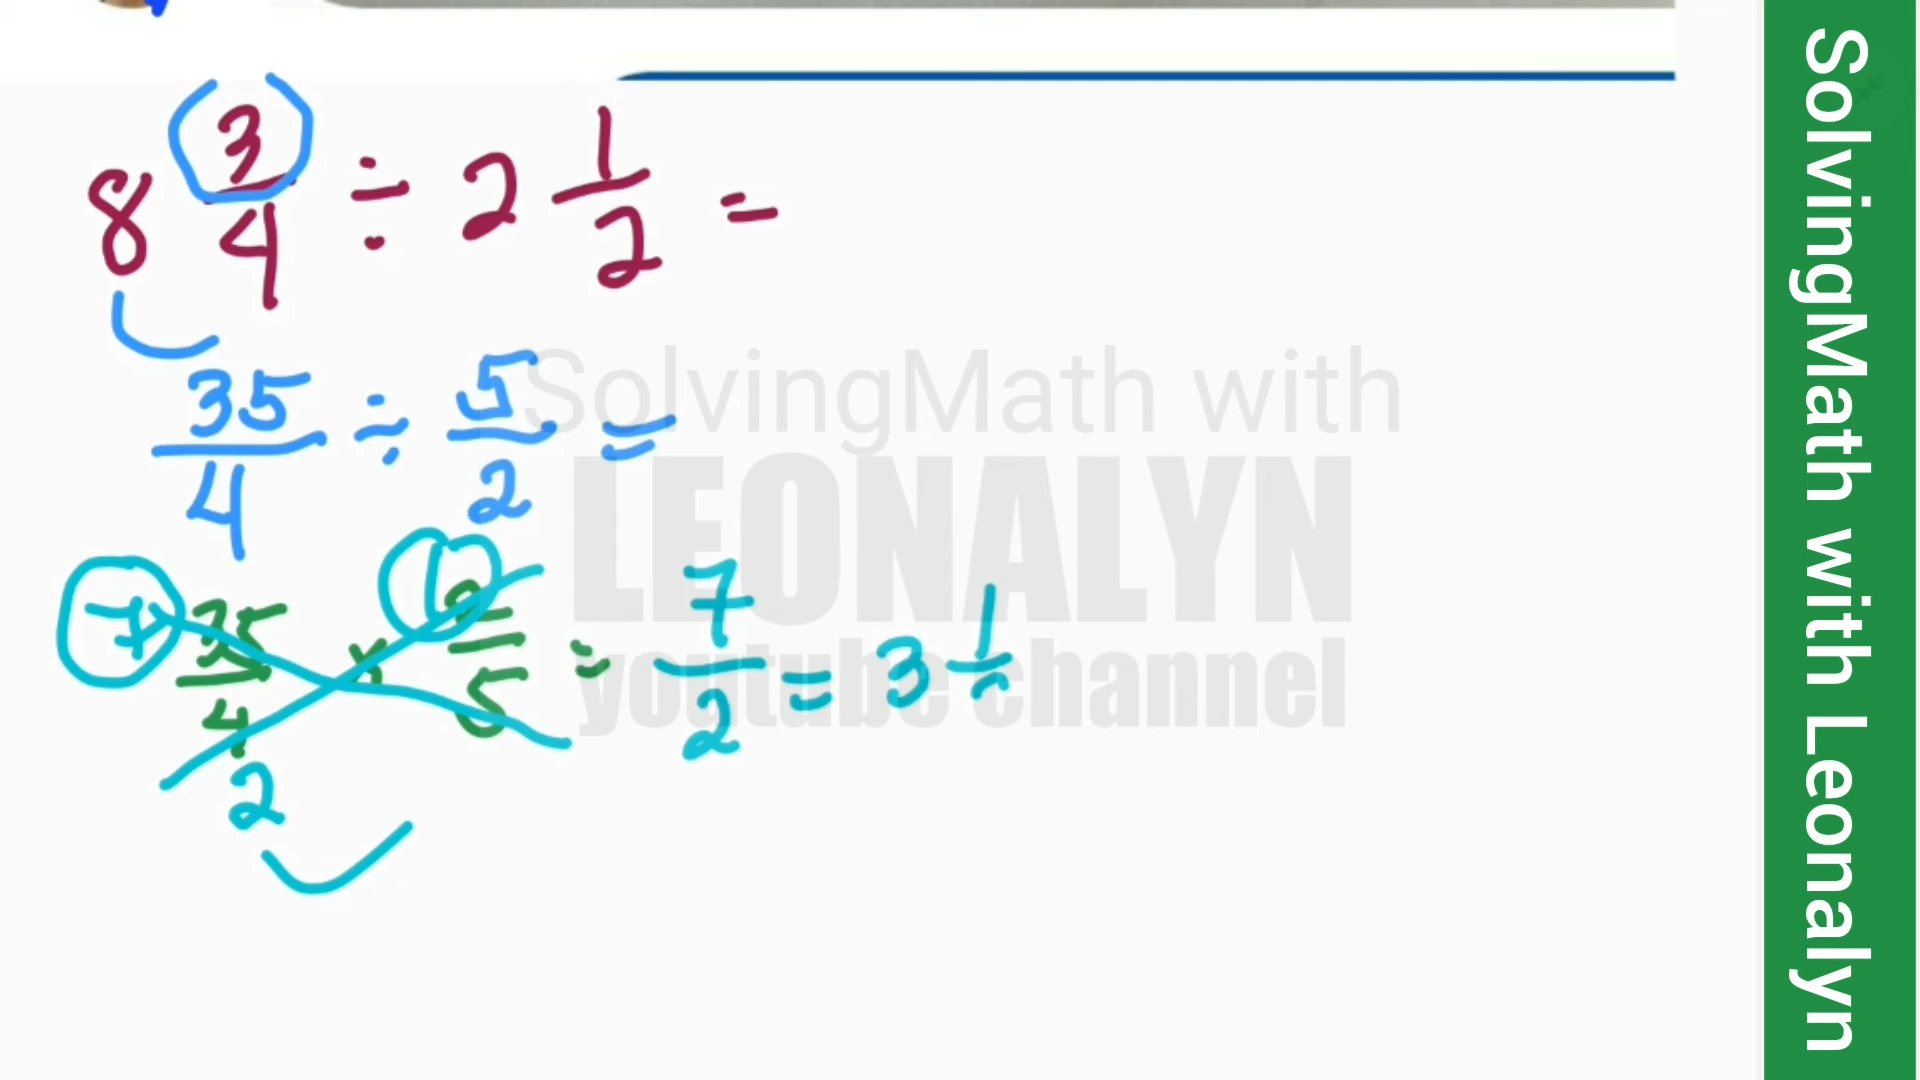 8 3/4 ÷ 2 1/2 =
35/4 ÷ 5/2 =
7 1
35/4 × 2/5 = 7/2 = 3 1/
2
SolvingMath with
LEONALYN
youtube channel
SolvingMath with Leonalyn